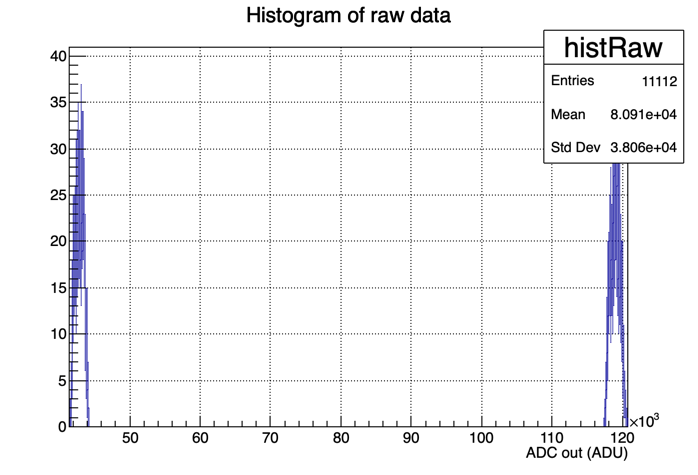 Histogram of raw data
histRaw
Entries 11112
Mean 8.091e+04
Std Dev 3.806e+04
40
35
30
25
20
15
10
5
0
50 60 70 80 90 100 110 120
×10³
ADC out (ADU)